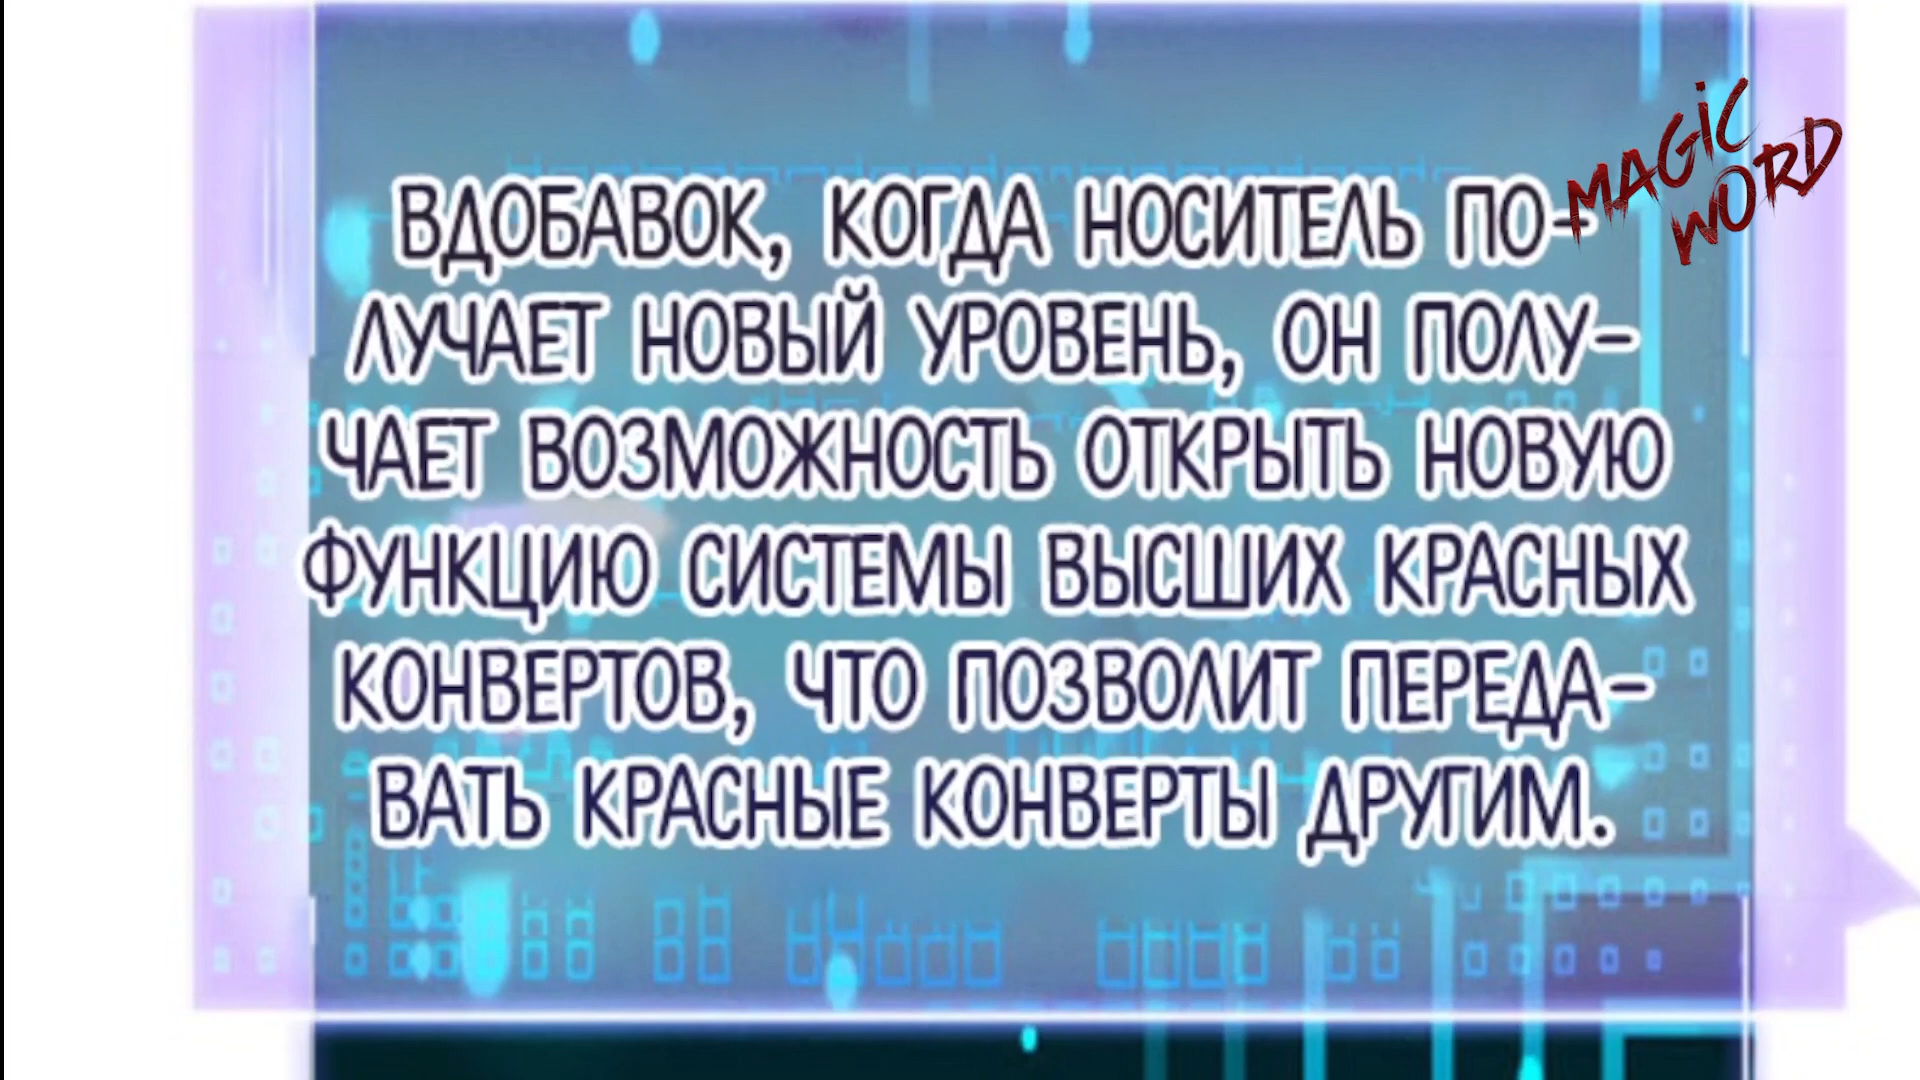 ВДОБАВОК, КОГДА НОСИТЕЛЬ ПО-
ЛУЧАЕТ НОВЫЙ УРОВЕНЬ, ОН ПОЛУ-
ЧАЕТ ВОЗМОЖНОСТЬ ОТКРЫТЬ НОВУЮ
ФУНКЦИЮ СИСТЕМЫ ВЫСШИХ КРАСНЫХ
КОНВЕРТОВ, ЧТО ПОЗВОЛИТ ПЕРЕДА-
ВАТЬ КРАСНЫЕ КОНВЕРТЫ ДРУГИМ.
MAGIC
WORD